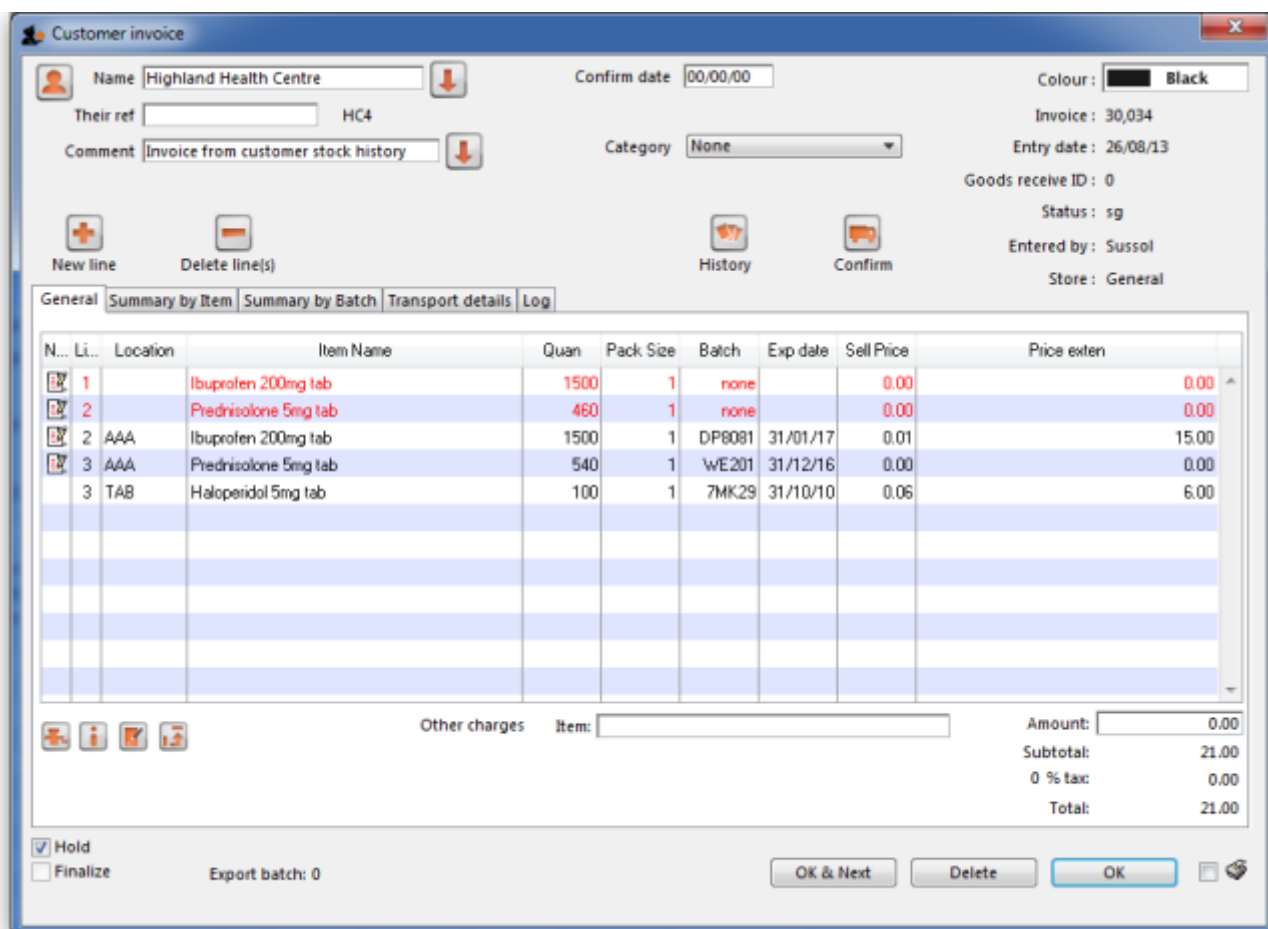 Customer invoice
Name Highland Health Centre Confirm date 00/00/00 Colour : Black
Their ref HC4 Invoice : 30,034
Comment Invoice from customer stock history Category None Entry date : 26/08/13
Goods receive ID : 0
Status : sg
Entered by : Sussol
New line Delete line(s) History Confirm
Store : General
General Summary by Item Summary by Batch Transport details Log
N... Li... Location Item Name Quan Pack Size Batch Exp date Sell Price Price exten
1 Ibuprofen 200mg tab 1500 1 none 0.00 0.00
2 Prednisolone 5mg tab 460 1 none 0.00 0.00
2 AAA Ibuprofen 200mg tab 1500 1 DP8081 31/01/17 0.01 15.00
3 AAA Prednisolone 5mg tab 540 1 WE201 31/12/16 0.00 0.00
3 TAB Haloperidol 5mg tab 100 1 7MK29 31/10/10 0.06 6.00
Other charges Item: Amount: 0.00
Subtotal: 21.00
0 % tax: 0.00
Total: 21.00
Hold
Finalize Export batch: 0 OK & Next Delete OK